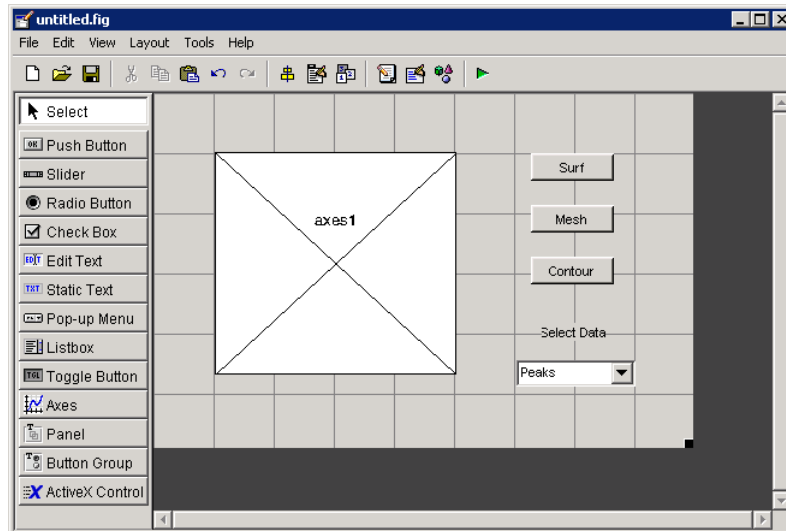 untitled.fig
File Edit View Layout Tools Help
Select
Push Button
Slider
Radio Button
Check Box
Edit Text
Static Text
Pop-up Menu
Listbox
Toggle Button
Axes
Panel
Button Group
ActiveX Control
axes1
Surf
Mesh
Contour
Select Data
Peaks